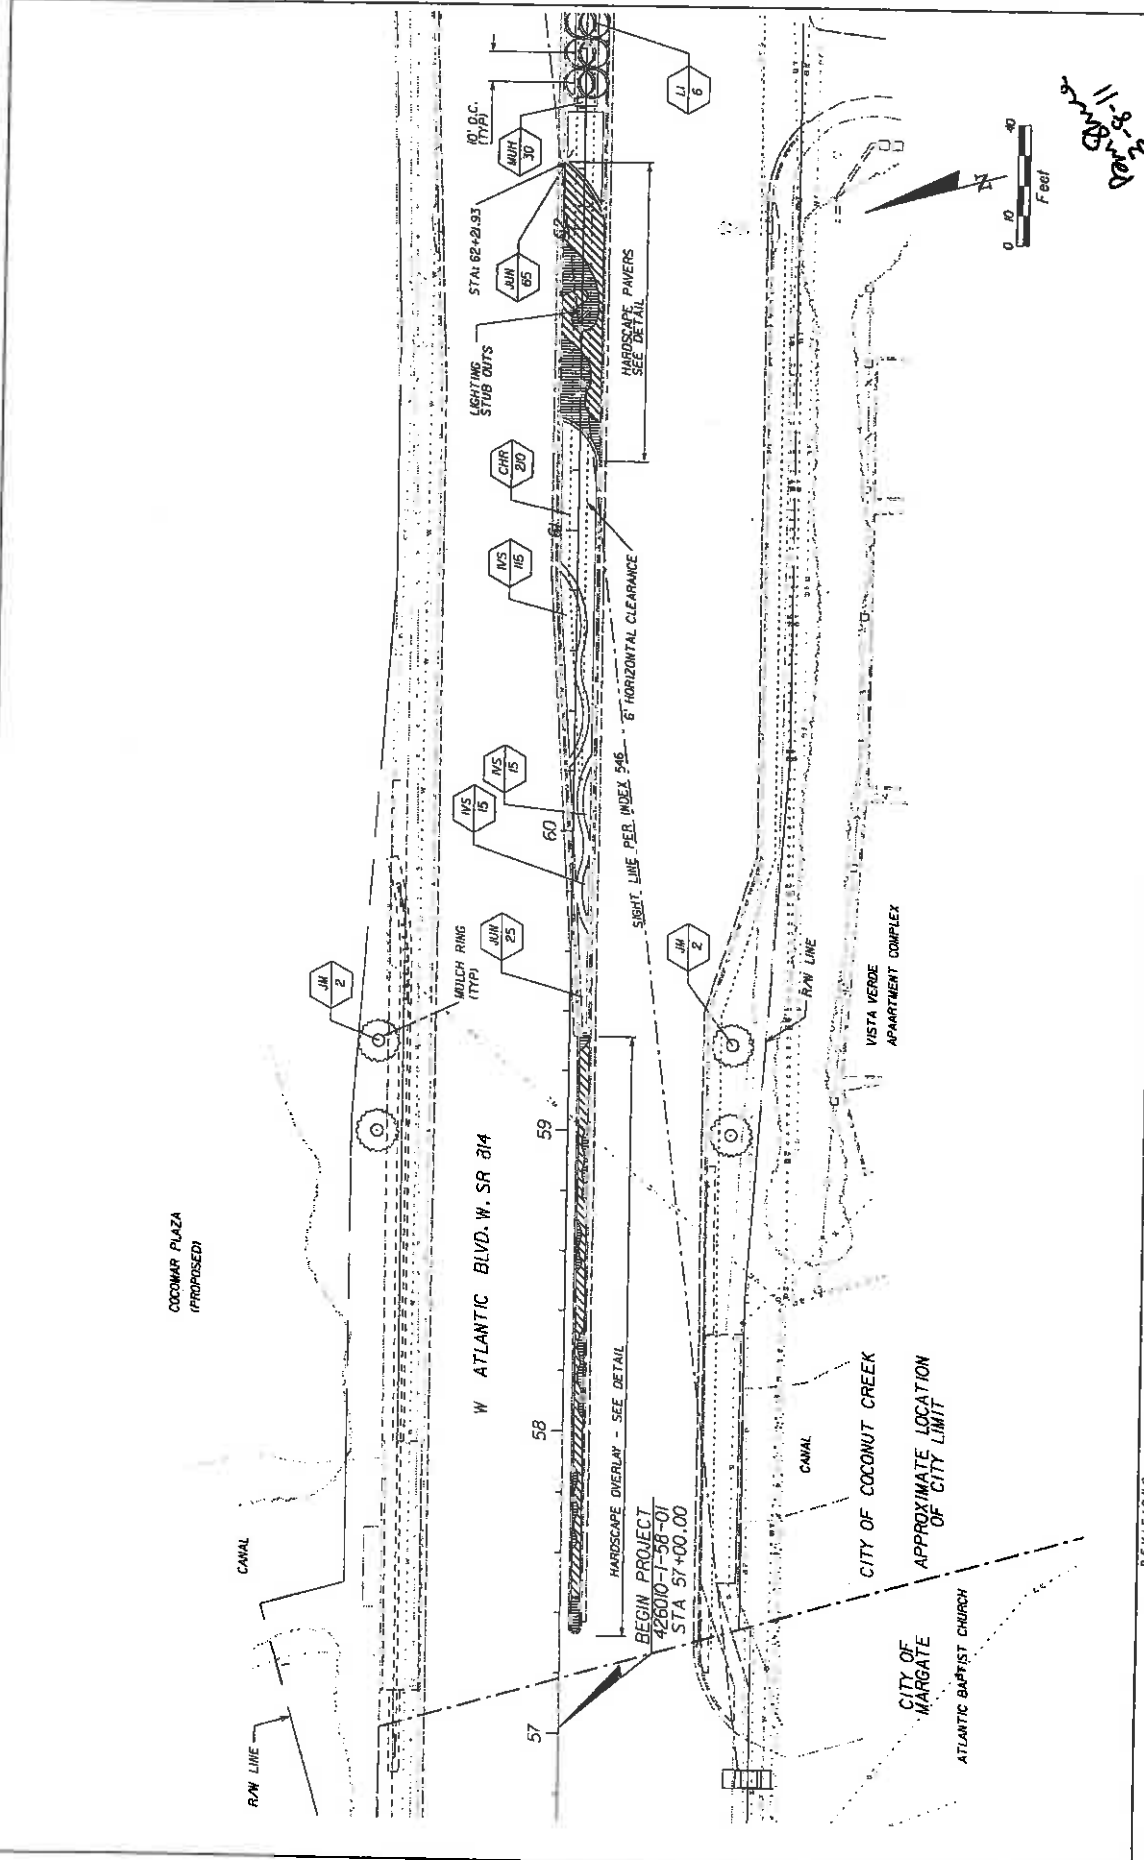 COCOMAR PLAZA
(PROPOSED)
CANAL
R/W LINE
JM
2
MULCH RING
(TYP)
W ATLANTIC BLVD. W. SR 814
57
58
59
60
61
62
JUN
25
IVS
15
IVS
15
IVS
115
CHR
210
LIGHTING
STUB OUTS
STA: 62+21.93
JUN
65
MUH
30
10' O.C.
(TYP)
LI
6
HARDSCAPE PAVERS
SEE DETAIL
6' HORIZONTAL CLEARANCE
SIGHT LINE PER INDEX 546
HARDSCAPE OVERLAY - SEE DETAIL
BEGIN PROJECT
426010-1-58-01
STA 57+00.00
JM
2
R/W LINE
VISTA VERDE
APAARTMENT COMPLEX
CANAL
CITY OF COCONUT CREEK
APPROXIMATE LOCATION
OF CITY LIMIT
CITY OF
MARGATE
ATLANTIC BAPTIST CHURCH
N
0 10 40
Feet
3-8-11